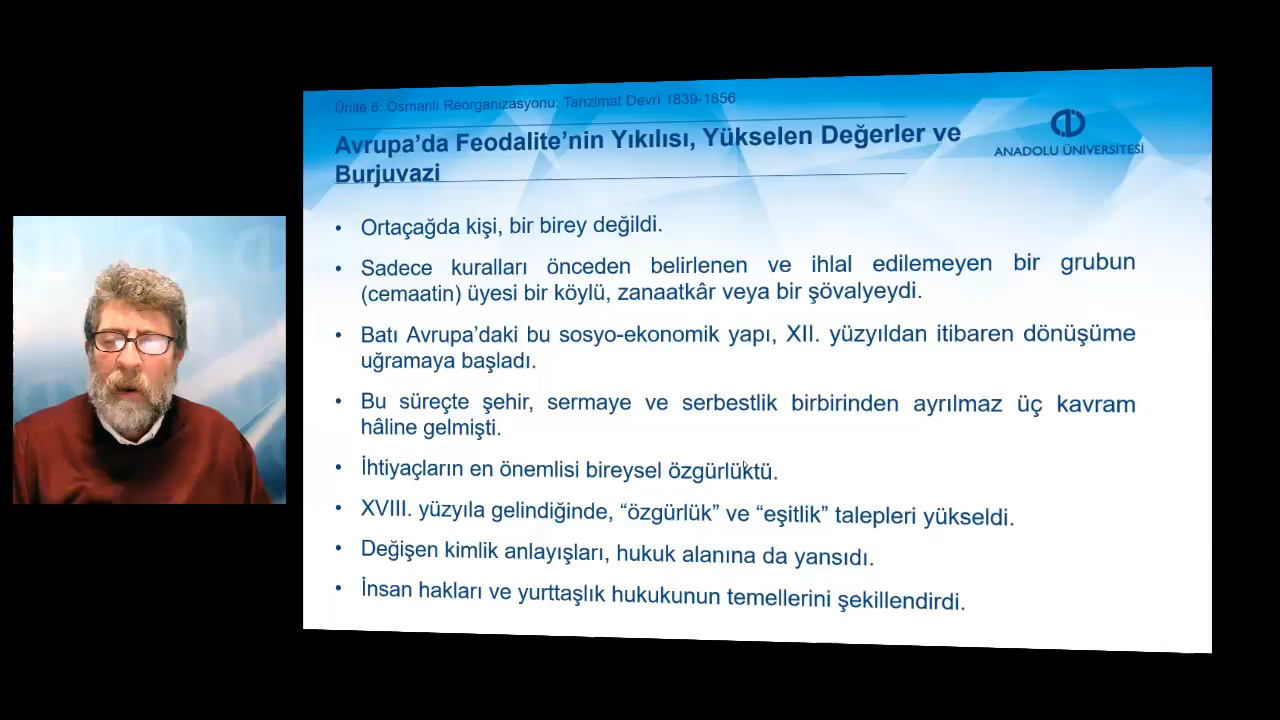 Ünite 6: Osmanlı Reorganizasyonu: Tanzimat Devri 1839-1856
Avrupa'da Feodalite'nin Yıkılısı, Yükselen Değerler ve
Burjuvazi
ANADOLU ÜNİVERSİTESİ
• Ortaçağda kişi, bir birey değildi.
• Sadece kuralları önceden belirlenen ve ihlal edilemeyen bir grubun
(cemaatin) üyesi bir köylü, zanaatkâr veya bir şövalyeydi.
• Batı Avrupa'daki bu sosyo-ekonomik yapı, XII. yüzyıldan itibaren dönüşüme
uğramaya başladı.
• Bu süreçte şehir, sermaye ve serbestlik birbirinden ayrılmaz üç kavram
hâline gelmişti.
• İhtiyaçların en önemlisi bireysel özgürlüktü.
• XVIII. yüzyıla gelindiğinde, “özgürlük” ve “eşitlik” talepleri yükseldi.
• Değişen kimlik anlayışları, hukuk alanına da yansıdı.
• İnsan hakları ve yurttaşlık hukukunun temellerini şekillendirdi.